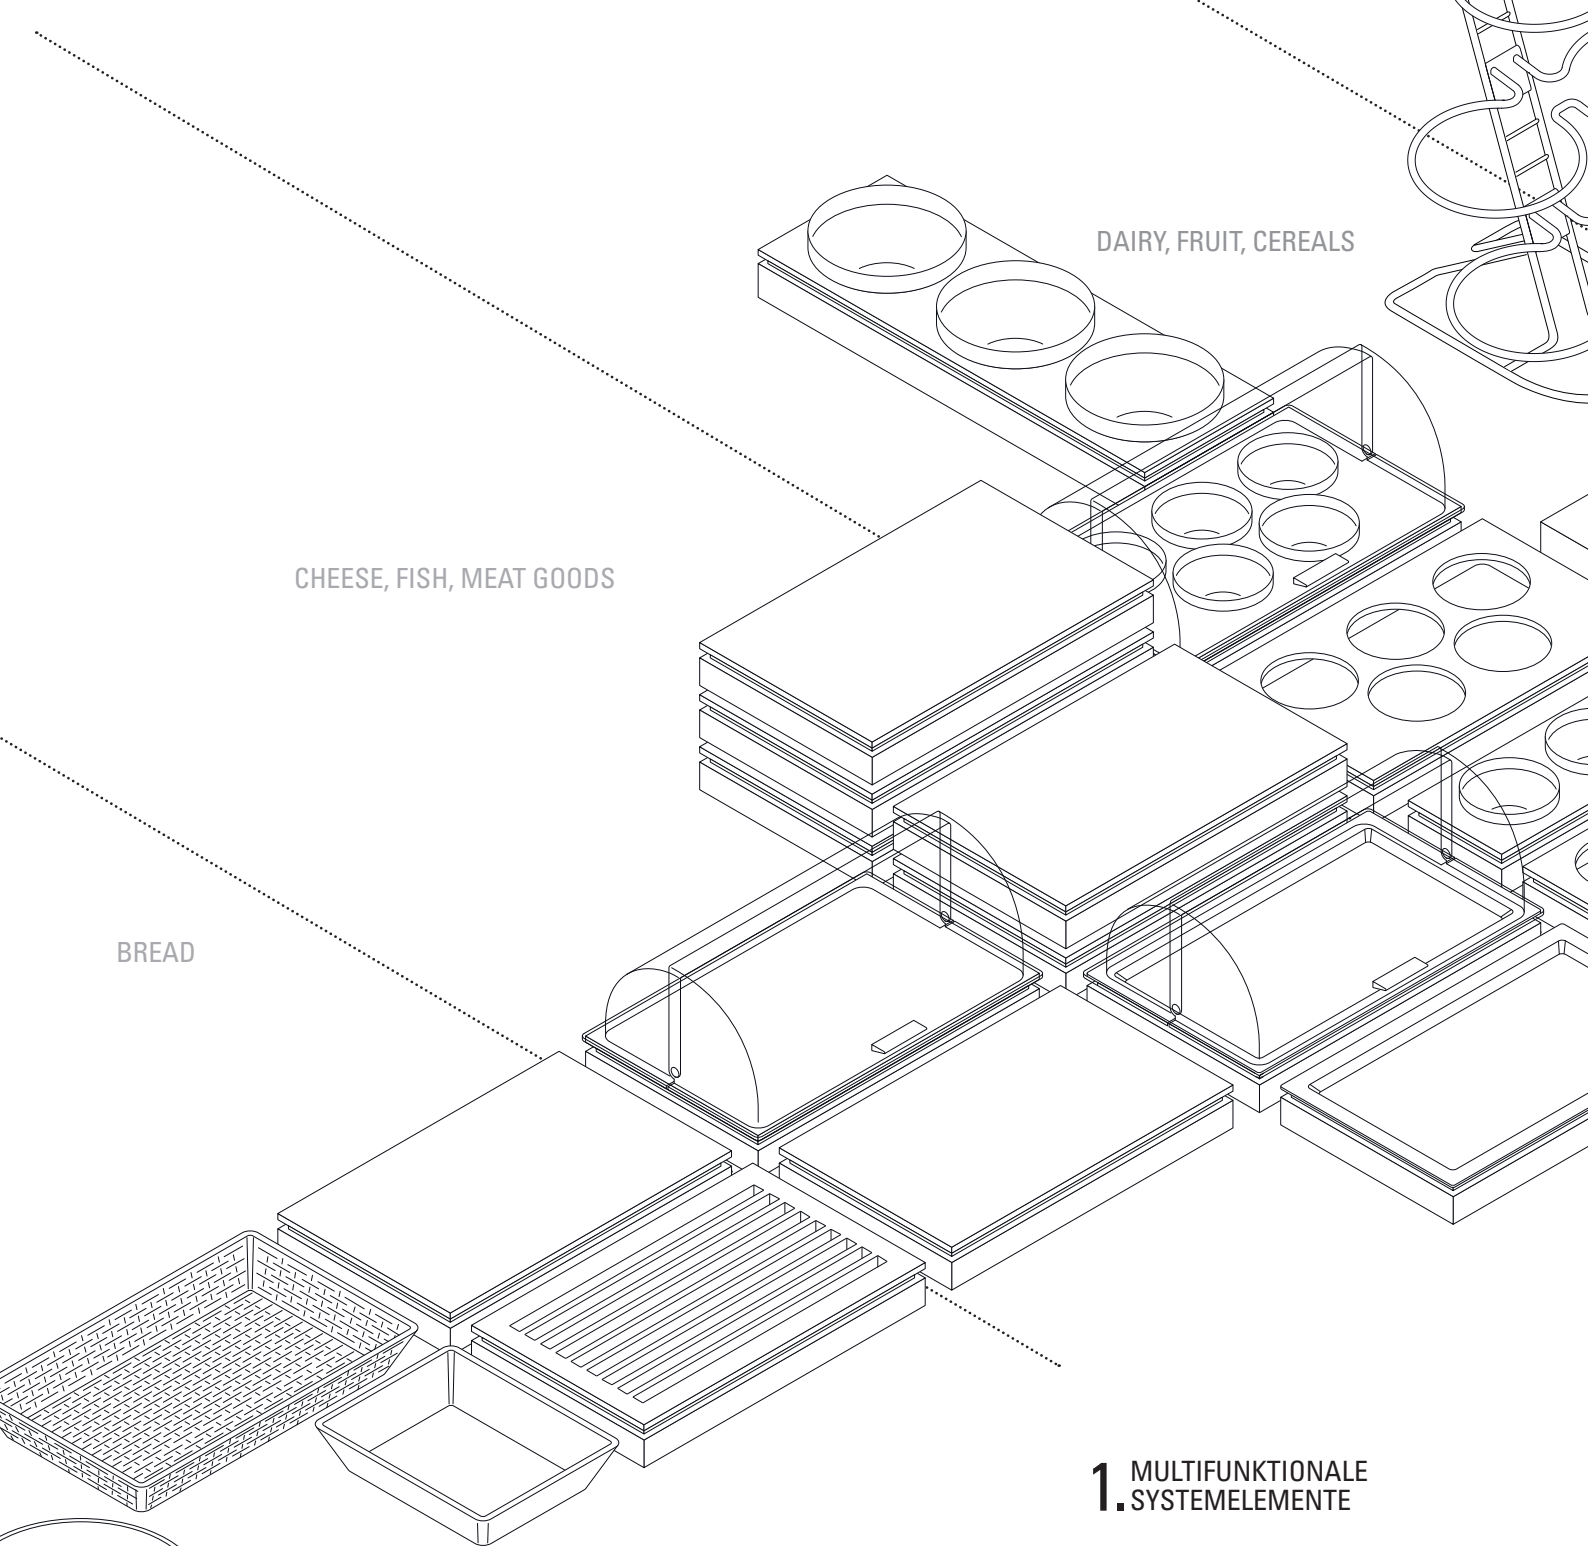 DAIRY, FRUIT, CEREALS
CHEESE, FISH, MEAT GOODS
BREAD
1. MULTIFUNKTIONALE
SYSTEMELEMENTE